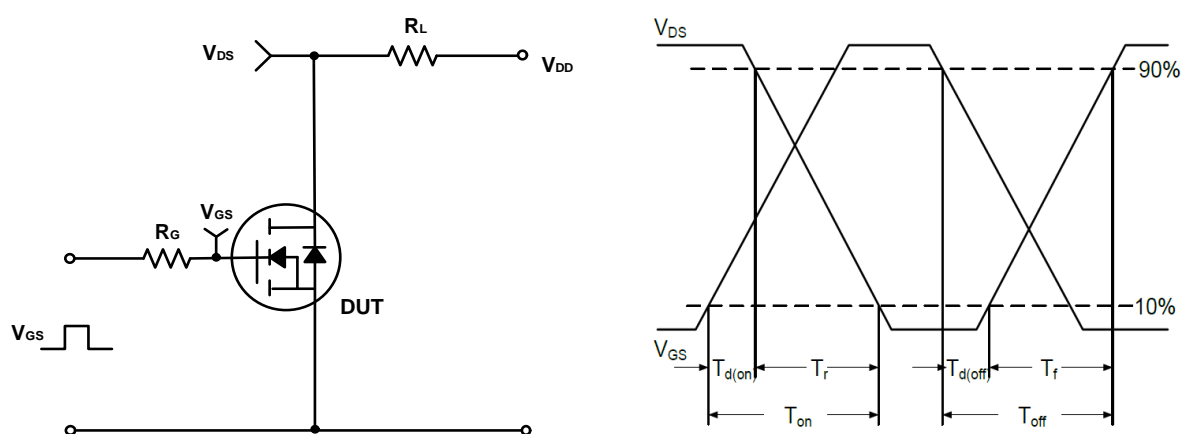 RL
VDS
VDD
VGS
RG
DUT
VGS
VDS
90%
10%
VGS
Td(on)
Tr
Td(off)
Tf
Ton
Toff